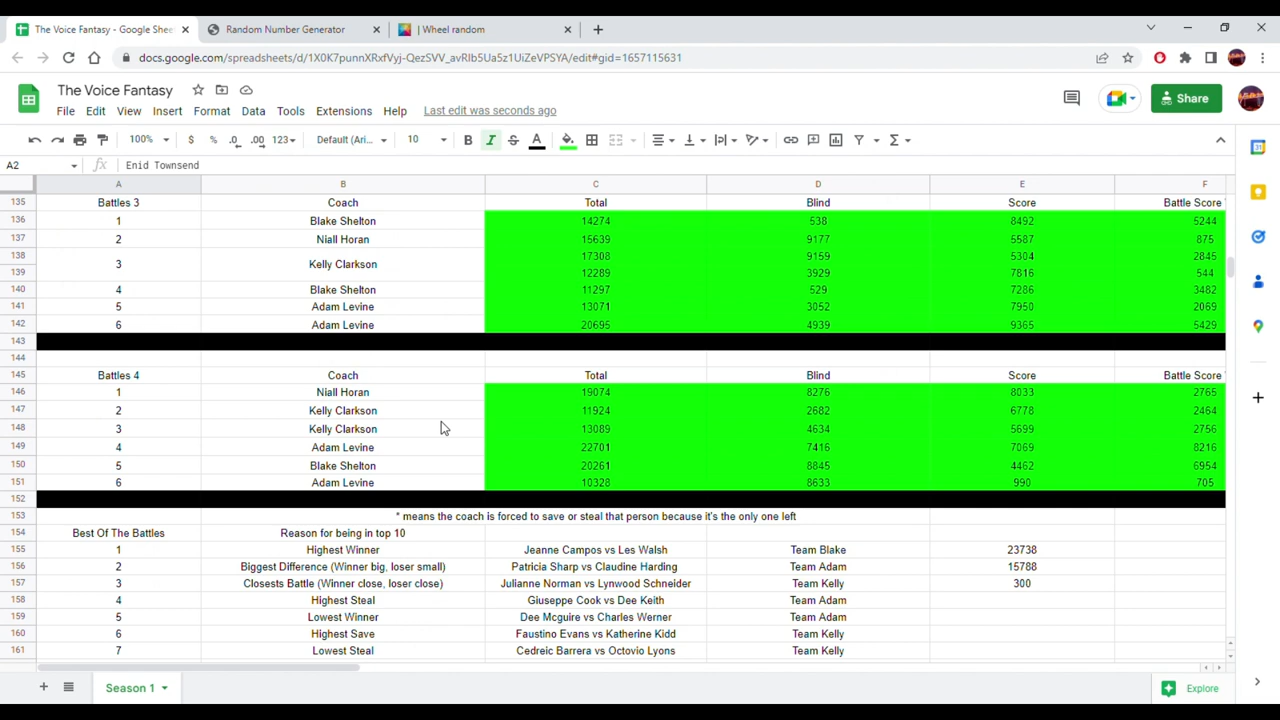 The Voice Fantasy - Google Shee
Random Number Generator
| Wheel random
docs.google.com/spreadsheets/d/1X0K7punnXRxfVyj-QezSVV_avRIb5Ua5z1UiZoVPSYA/edit#gid=1657115631
The Voice Fantasy
File Edit View Insert Format Data Tools Extensions Help Last edit was seconds ago
Share
100% $ % .0 .00 123 Default (Ari... 10 B I S A
A2 fx Enid Townsend
A B C D E F
135 Battles 3 Coach Total Blind Score Battle Score
136 1 Blake Shelton 14274 538 8492 5244
137 2 Niall Horan 15639 9177 5587 875
138 3 Kelly Clarkson 17308 9159 5304 2845
139 12289 3929 7816 544
140 4 Blake Shelton 11297 529 7286 3482
141 5 Adam Levine 13071 3052 7950 2069
142 6 Adam Levine 20695 4939 9365 5429
143
144
145 Battles 4 Coach Total Blind Score Battle Score
146 1 Niall Horan 19074 8276 8033 2765
147 2 Kelly Clarkson 11924 2682 6778 2464
148 3 Kelly Clarkson 13089 4634 5699 2756
149 4 Adam Levine 22701 7416 7069 8216
150 5 Blake Shelton 20261 8845 4462 6954
151 6 Adam Levine 10328 8633 990 705
152
153 * means the coach is forced to save or steal that person because it's the only one left
154 Best Of The Battles Reason for being in top 10
155 1 Highest Winner Jeanne Campos vs Les Walsh Team Blake 23738
156 2 Biggest Difference (Winner big, loser small) Patricia Sharp vs Claudine Harding Team Adam 15788
157 3 Closests Battle (Winner close, loser close) Julianne Norman vs Lynwood Schneider Team Kelly 300
158 4 Highest Steal Giuseppe Cook vs Dee Keith Team Adam
159 5 Lowest Winner Dee Mcguire vs Charles Werner Team Adam
160 6 Highest Save Faustino Evans vs Katherine Kidd Team Kelly
161 7 Lowest Steal Cedreic Barrera vs Octovio Lyons Team Kelly
Season 1
Explore